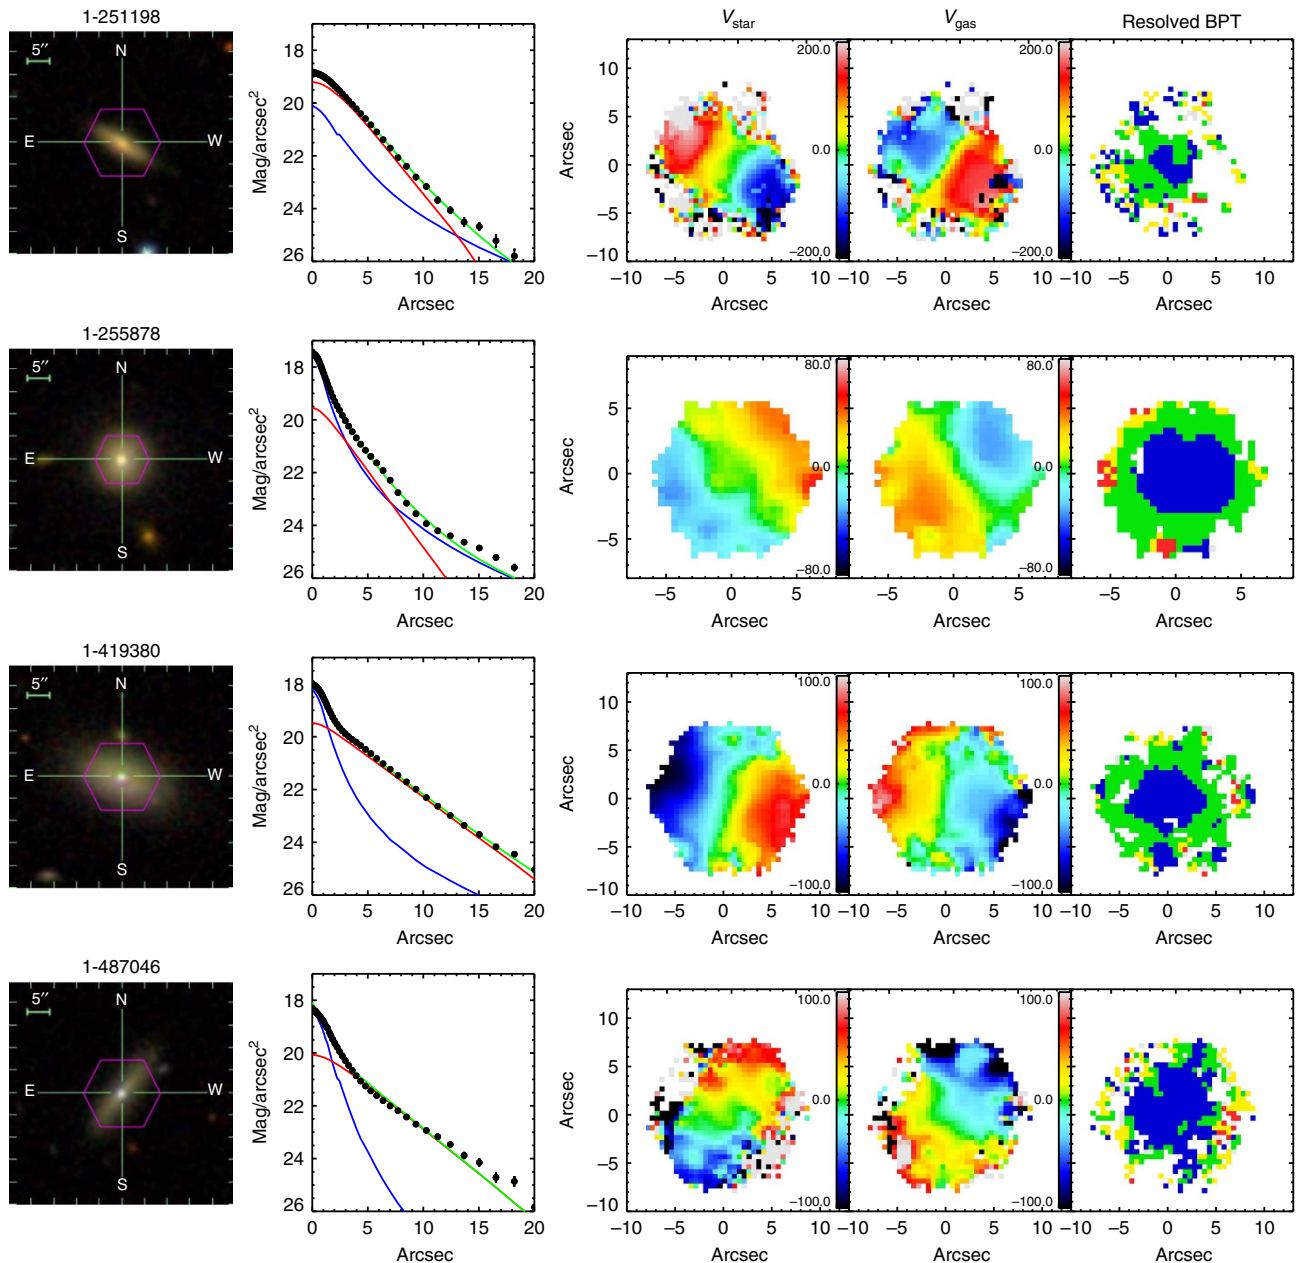 V_star V_gas Resolved BPT
1-251198
5″
N
E W
S
18
20
22
24
26
Mag/arcsec²
0 5 10 15 20
Arcsec
10
5
0
−5
−10
Arcsec
200.0
0.0
−200.0
200.0
0.0
−200.0
−10 −5 0 5 10 −10 −5 0 5 10 −10 −5 0 5 10
Arcsec Arcsec Arcsec
1-255878
5″
N
E W
S
18
20
22
24
26
Mag/arcsec²
0 5 10 15 20
Arcsec
5
0
−5
Arcsec
80.0
0.0
−80.0
80.0
0.0
−80.0
−5 0 5 −5 0 5 −5 0 5
Arcsec Arcsec Arcsec
1-419380
5″
N
E W
S
18
20
22
24
26
Mag/arcsec²
0 5 10 15 20
Arcsec
10
5
0
−5
−10
Arcsec
100.0
0.0
−100.0
100.0
0.0
−100.0
−10 −5 0 5 10 −10 −5 0 5 10 −10 −5 0 5 10
Arcsec Arcsec Arcsec
1-487046
5″
N
E W
S
18
20
22
24
26
Mag/arcsec²
0 5 10 15 20
Arcsec
10
5
0
−5
−10
Arcsec
100.0
0.0
−100.0
100.0
0.0
−100.0
−10 −5 0 5 10 −10 −5 0 5 10 −10 −5 0 5 10
Arcsec Arcsec Arcsec